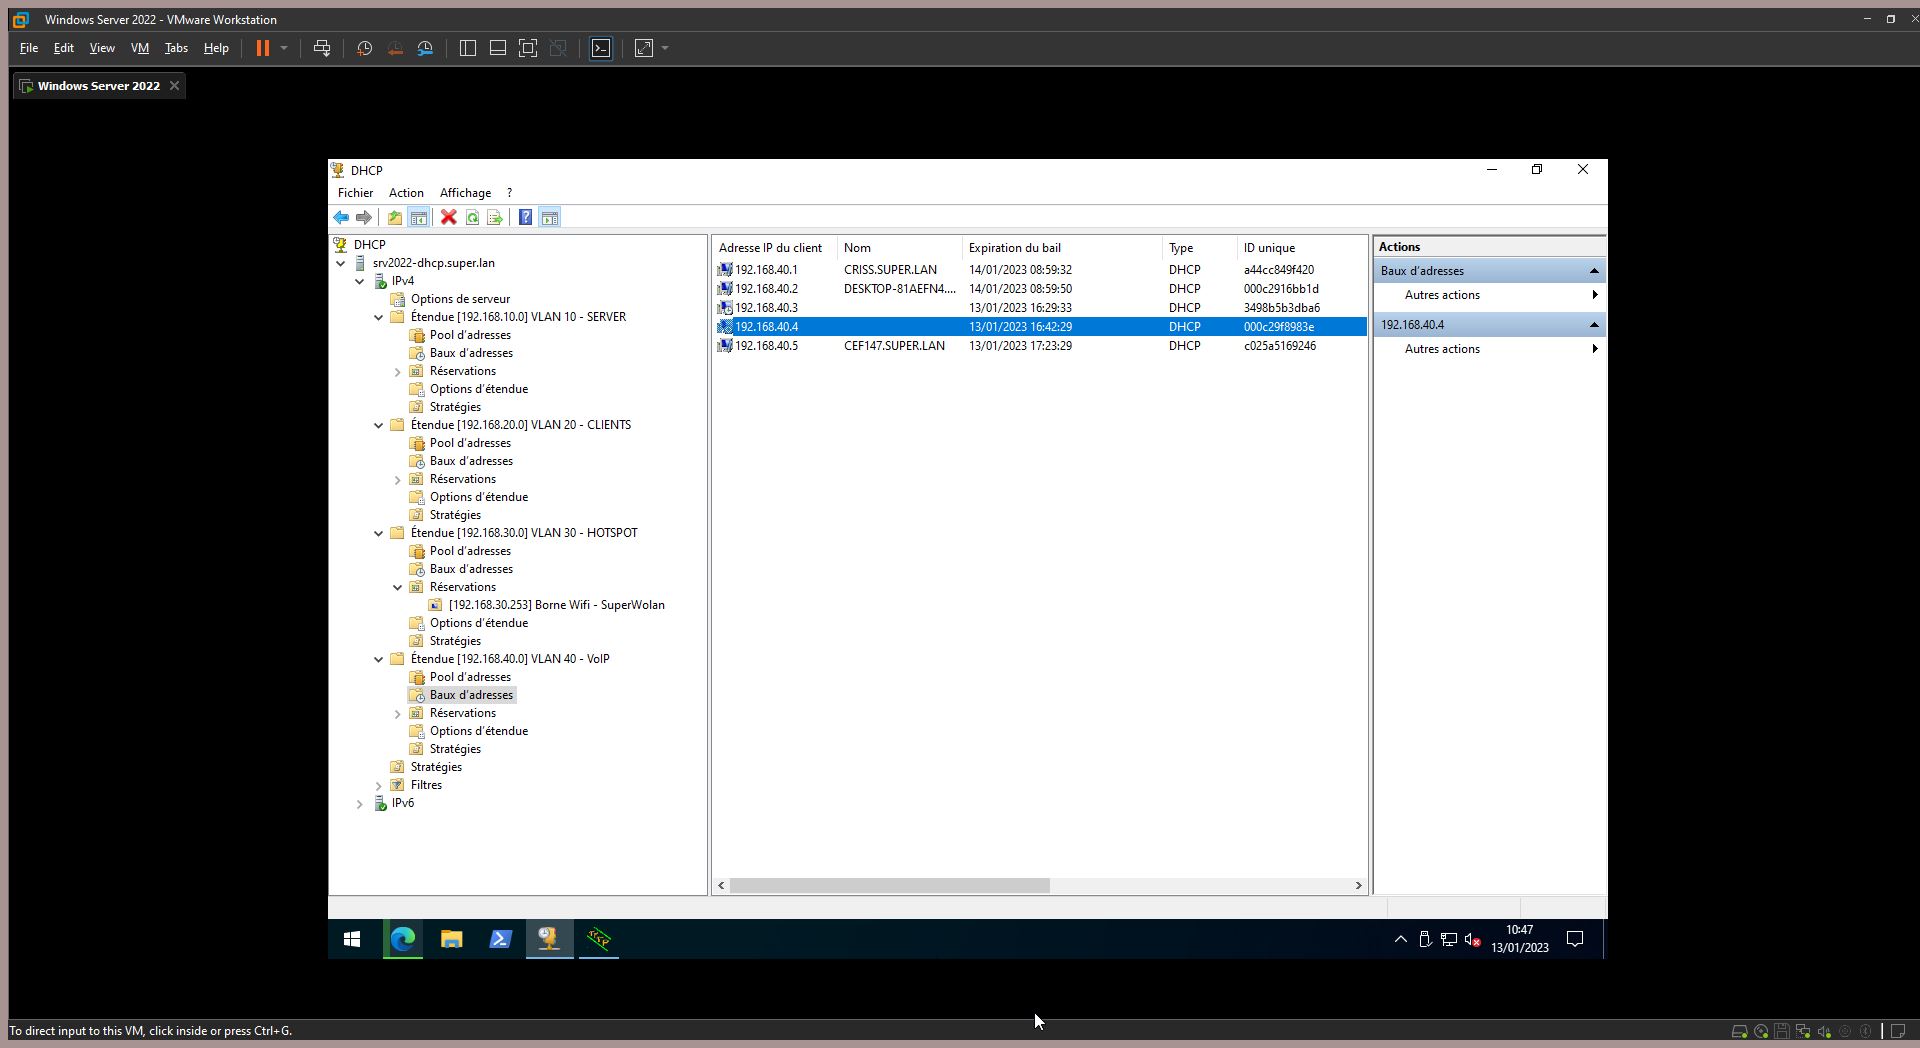 Windows Server 2022 - VMware Workstation
File Edit View VM Tabs Help
Windows Server 2022
DHCP
Fichier Action Affichage ?
DHCP
srv2022-dhcp.super.lan
IPv4
Options de serveur
Étendue [192.168.10.0] VLAN 10 - SERVER
Pool d'adresses
Baux d'adresses
Réservations
Options d'étendue
Stratégies
Étendue [192.168.20.0] VLAN 20 - CLIENTS
Pool d'adresses
Baux d'adresses
Réservations
Options d'étendue
Stratégies
Étendue [192.168.30.0] VLAN 30 - HOTSPOT
Pool d'adresses
Baux d'adresses
Réservations
[192.168.30.253] Borne Wifi - SuperWolan
Options d'étendue
Stratégies
Étendue [192.168.40.0] VLAN 40 - VoIP
Pool d'adresses
Baux d'adresses
Réservations
Options d'étendue
Stratégies
Stratégies
Filtres
IPv6
Adresse IP du client Nom Expiration du bail Type ID unique
192.168.40.1 CRISS.SUPER.LAN 14/01/2023 08:59:32 DHCP a44cc849f420
192.168.40.2 DESKTOP-81AEFN4.... 14/01/2023 08:59:50 DHCP 000c2916bb1d
192.168.40.3 13/01/2023 16:29:33 DHCP 3498b5b3dba6
192.168.40.4 13/01/2023 16:42:29 DHCP 000c29f8983e
192.168.40.5 CEF147.SUPER.LAN 13/01/2023 17:23:29 DHCP c025a5169246
Actions
Baux d'adresses
Autres actions
192.168.40.4
Autres actions
10:47
13/01/2023
To direct input to this VM, click inside or press Ctrl+G.